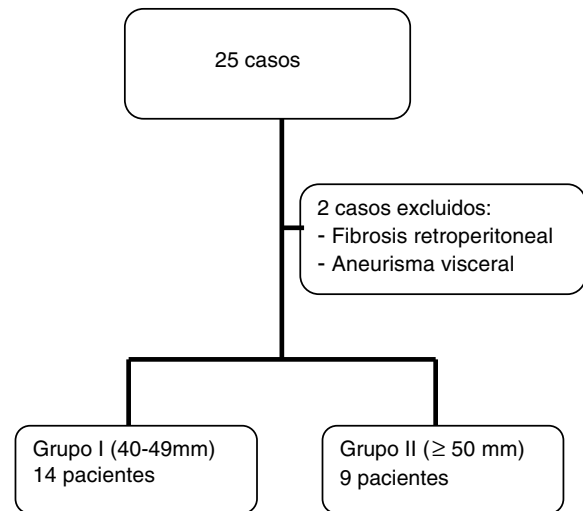 25 casos
2 casos excluidos:
- Fibrosis retroperitoneal
- Aneurisma visceral
Grupo I (40-49mm)
14 pacientes
Grupo II (≥ 50 mm)
9 pacientes